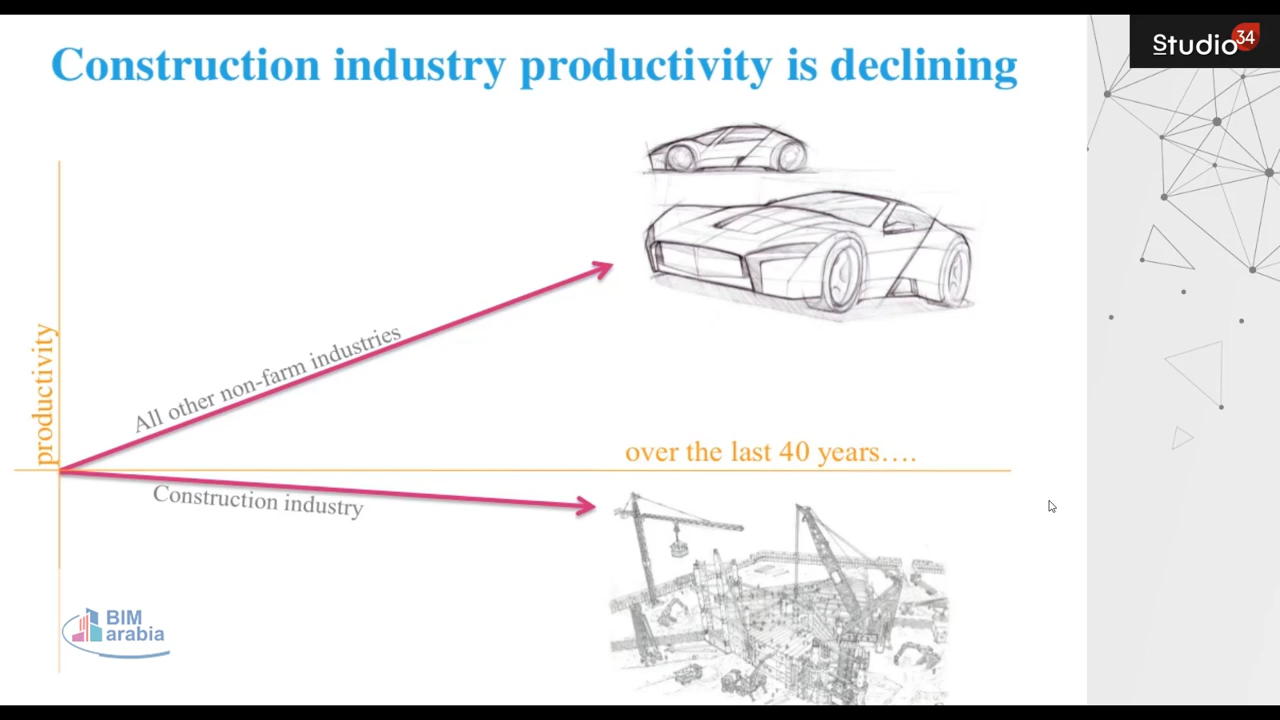 Studio34
Construction industry productivity is declining
productivity
All other non-farm industries
over the last 40 years....
Construction industry
BIM
arabia